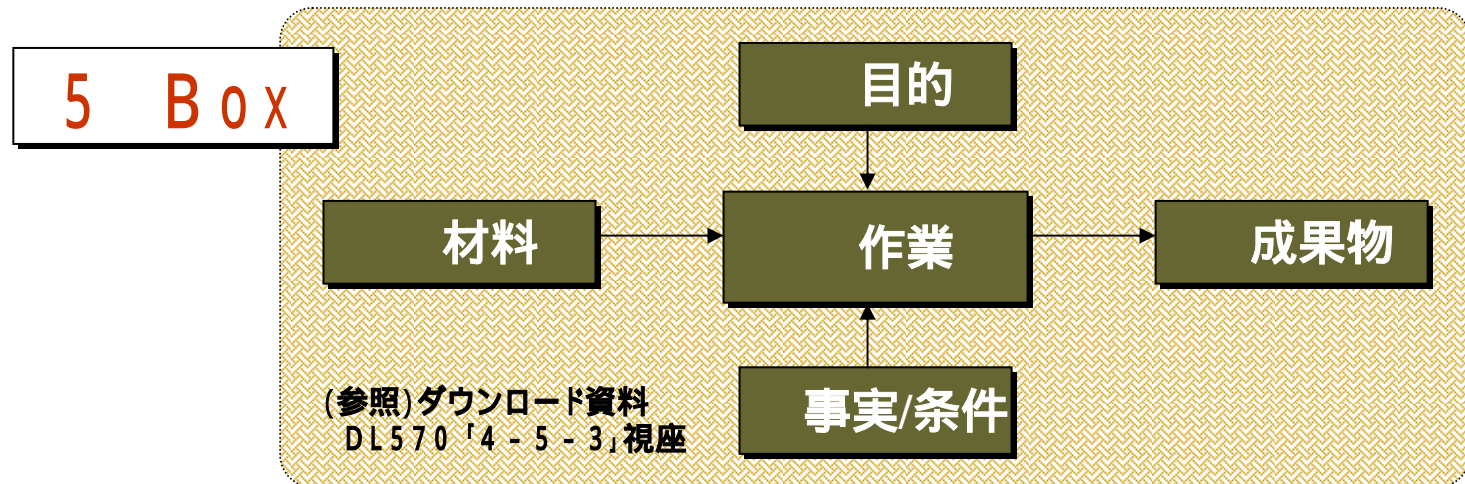 5 Box
目的
材料
作業
成果物
事実/条件
(参照)ダウンロード資料
DL570「4-5-3」視座